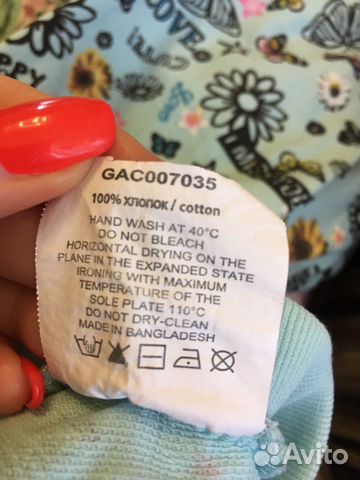 LOVE
GAC007035
100% ХЛОПОК / cotton
HAND WASH AT 40°C
DO NOT BLEACH
HORIZONTAL DRYING ON THE
PLANE IN THE EXPANDED STATE
IRONING WITH MAXIMUM
TEMPERATURE OF THE
SOLE PLATE 110°C
DO NOT DRY-CLEAN
MADE IN BANGLADESH
Avito